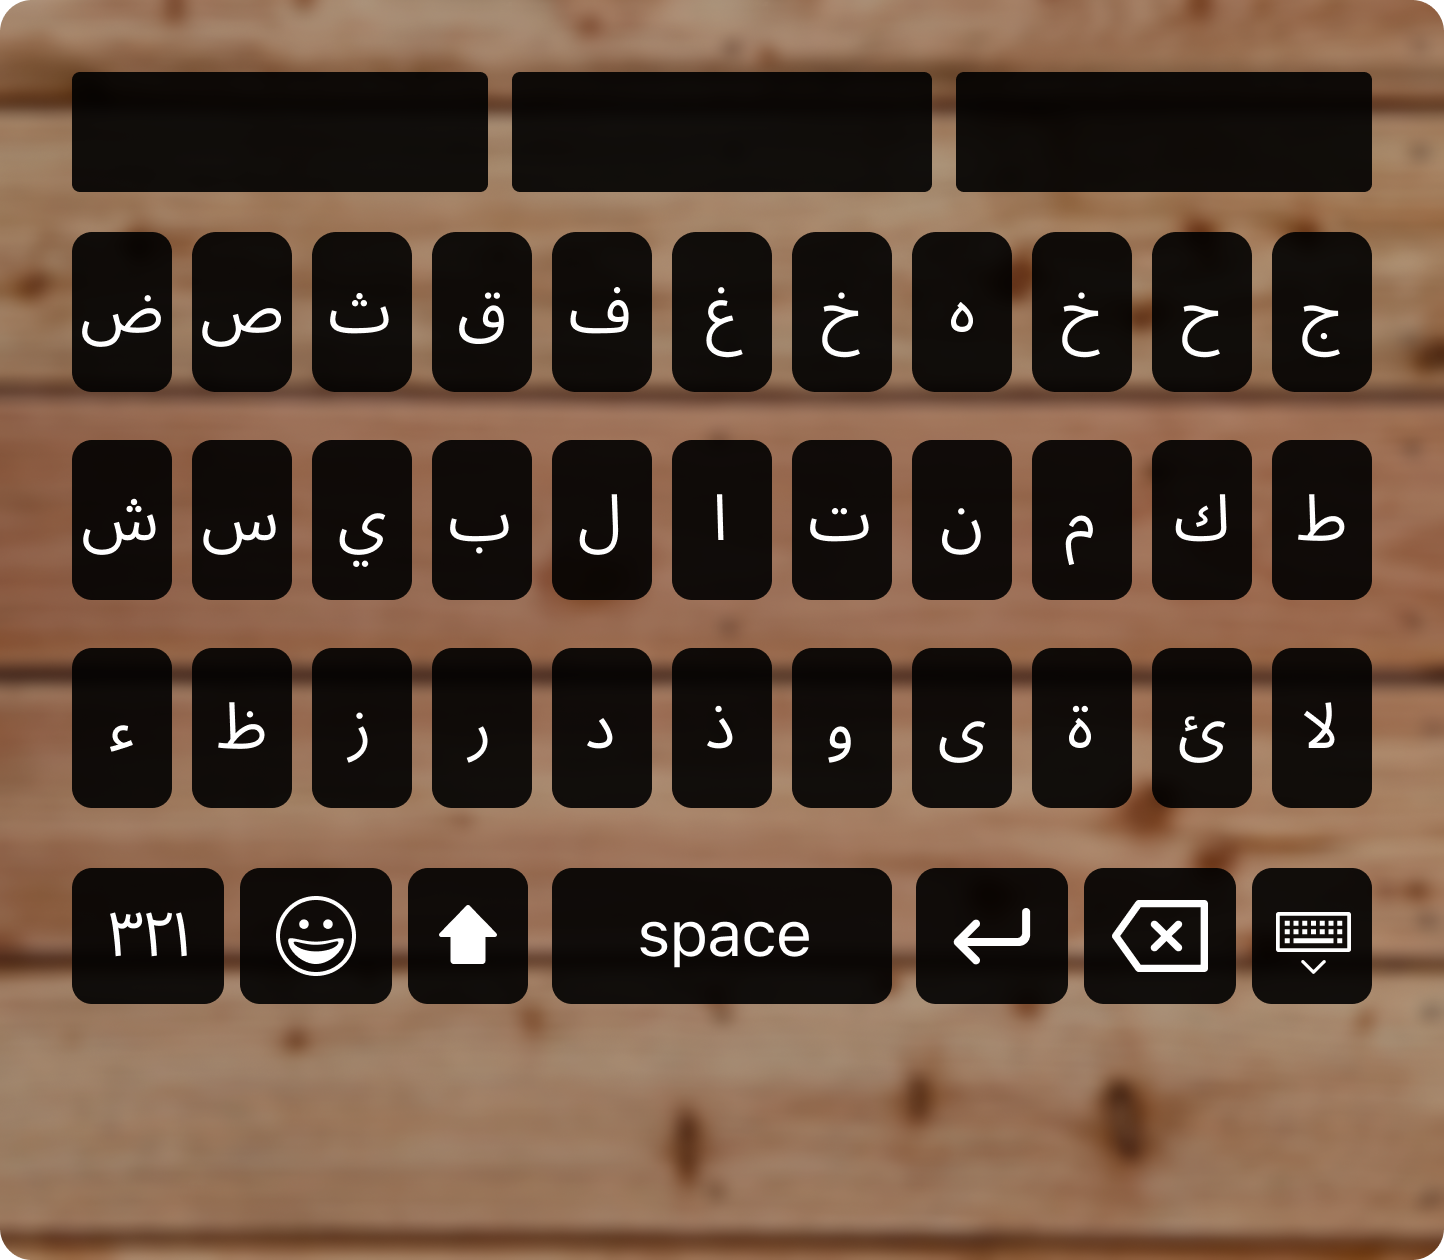 ض ص ث ق ف غ خ ه خ ح ج
ش س ي ب ل ا ت ن م ك ط
ء ظ ز ر د ذ و ى ة ئ لا
٣٢١ space